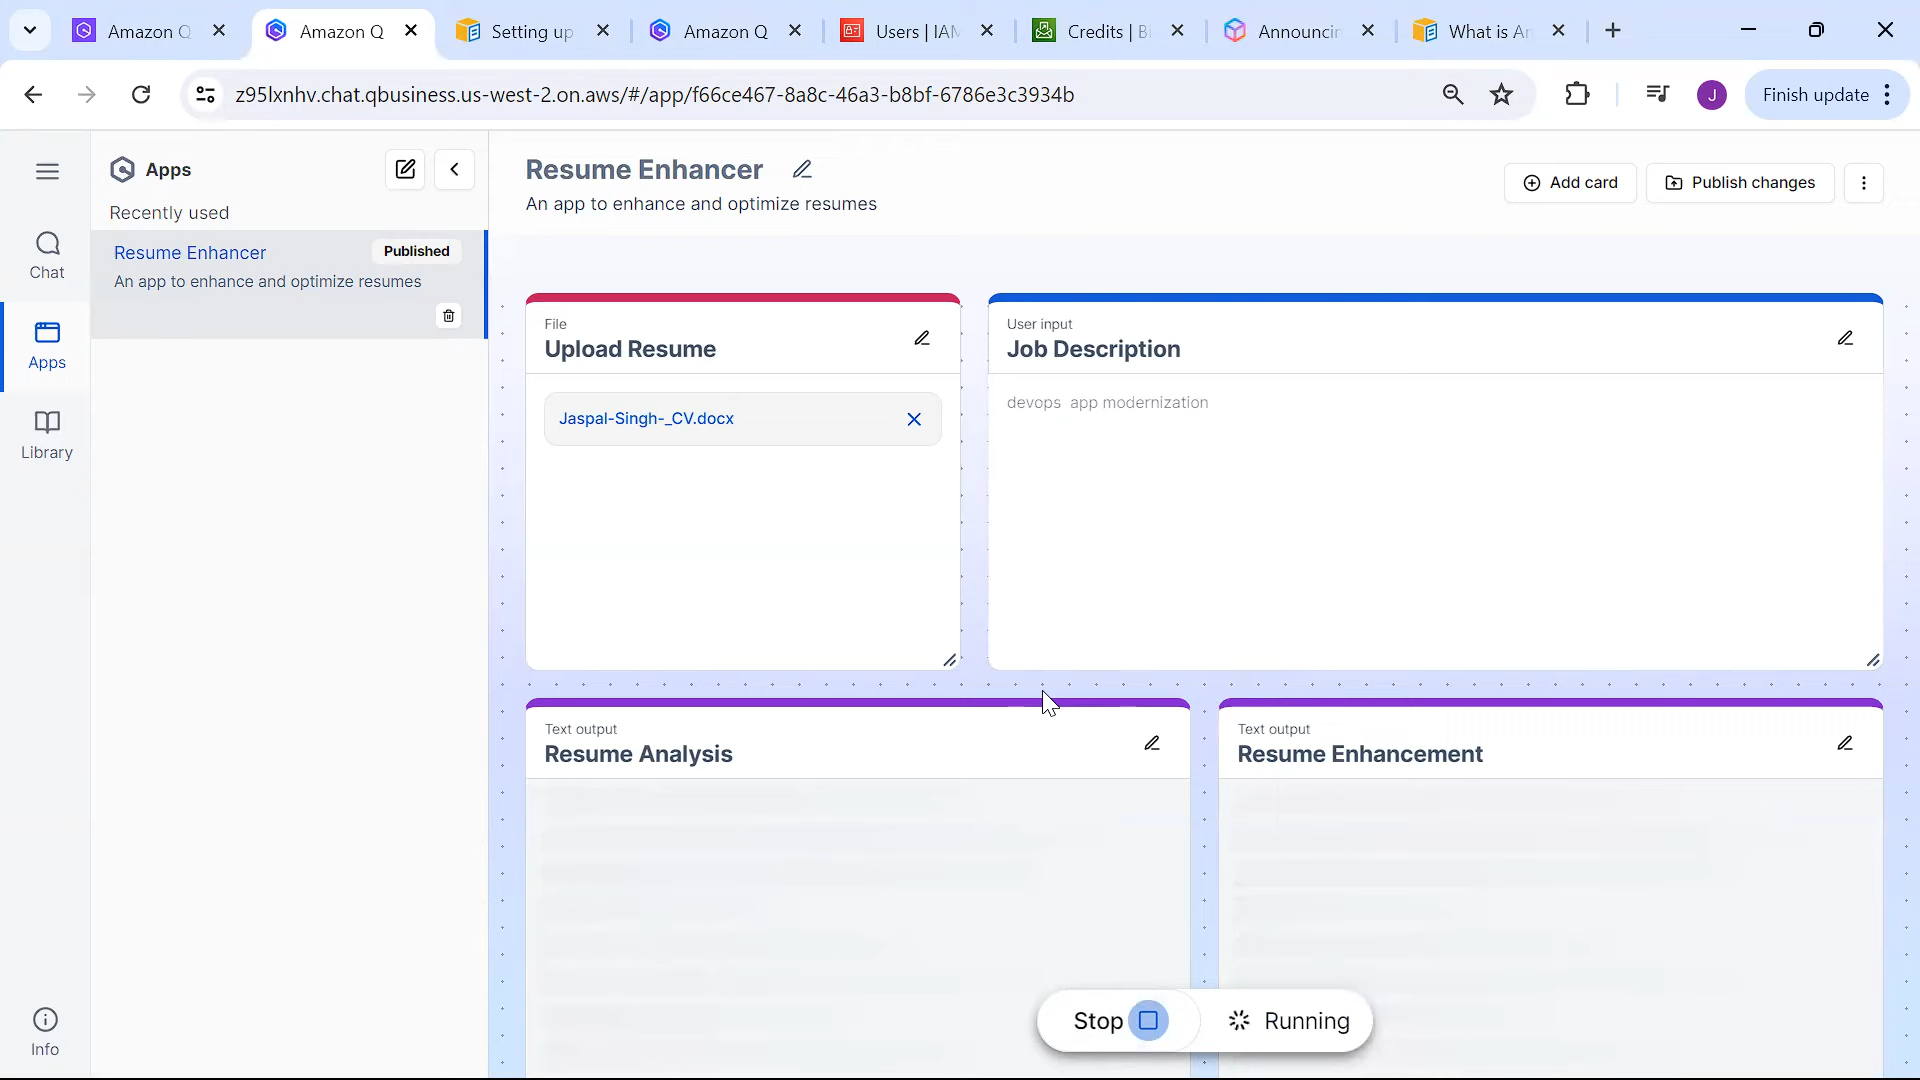 Amazon Q
Amazon Q
Setting up
Amazon Q
Users | IAM
Credits | Bi
Announcin
What is Am
z95lxnhv.chat.qbusiness.us-west-2.on.aws/#/app/f66ce467-8a8c-46a3-b8bf-6786e3c3934b
J
Finish update
Apps
Recently used
Resume Enhancer
Published
An app to enhance and optimize resumes
Chat
Apps
Library
Info
Resume Enhancer
An app to enhance and optimize resumes
Add card
Publish changes
File
Upload Resume
Jaspal-Singh-_CV.docx
User input
Job Description
devops app modernization
Text output
Resume Analysis
Text output
Resume Enhancement
Stop
Running